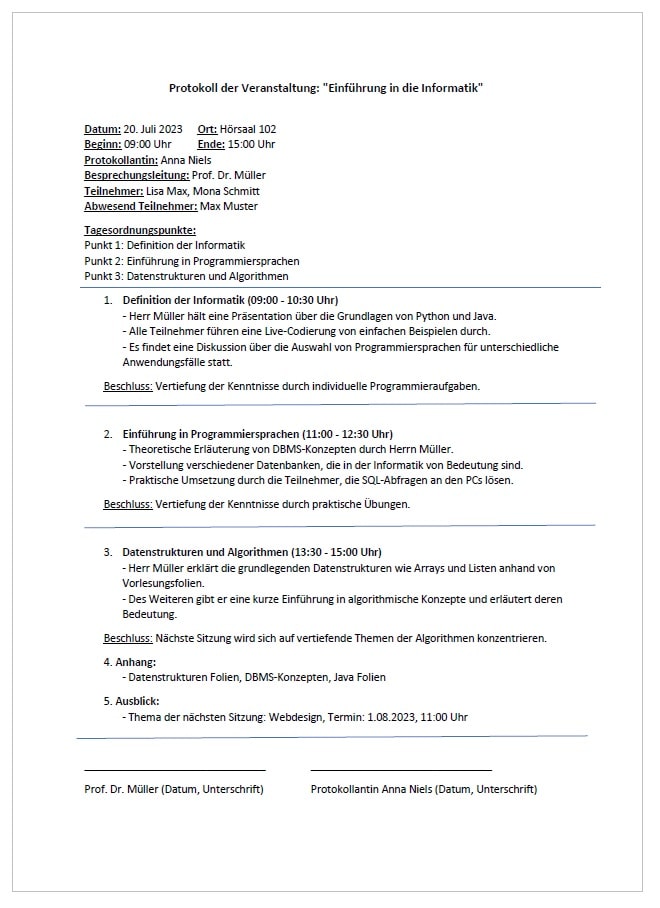 Protokoll der Veranstaltung: "Einführung in die Informatik"
Datum: 20. Juli 2023 Ort: Hörsaal 102
Beginn: 09:00 Uhr Ende: 15:00 Uhr
Protokollantin: Anna Niels
Besprechungsleitung: Prof. Dr. Müller
Teilnehmer: Lisa Max, Mona Schmitt
Abwesend Teilnehmer: Max Muster
Tagesordnungspunkte:
Punkt 1: Definition der Informatik
Punkt 2: Einführung in Programmiersprachen
Punkt 3: Datenstrukturen und Algorithmen
1. Definition der Informatik (09:00 - 10:30 Uhr)
- Herr Müller hält eine Präsentation über die Grundlagen von Python und Java.
- Alle Teilnehmer führen eine Live-Codierung von einfachen Beispielen durch.
- Es findet eine Diskussion über die Auswahl von Programmiersprachen für unterschiedliche
Anwendungsfälle statt.
Beschluss: Vertiefung der Kenntnisse durch individuelle Programmieraufgaben.
2. Einführung in Programmiersprachen (11:00 - 12:30 Uhr)
- Theoretische Erläuterung von DBMS-Konzepten durch Herrn Müller.
- Vorstellung verschiedener Datenbanken, die in der Informatik von Bedeutung sind.
- Praktische Umsetzung durch die Teilnehmer, die SQL-Abfragen an den PCs lösen.
Beschluss: Vertiefung der Kenntnisse durch praktische Übungen.
3. Datenstrukturen und Algorithmen (13:30 - 15:00 Uhr)
- Herr Müller erklärt die grundlegenden Datenstrukturen wie Arrays und Listen anhand von
Vorlesungsfolien.
- Des Weiteren gibt er eine kurze Einführung in algorithmische Konzepte und erläutert deren
Bedeutung.
Beschluss: Nächste Sitzung wird sich auf vertiefende Themen der Algorithmen konzentrieren.
4. Anhang:
- Datenstrukturen Folien, DBMS-Konzepten, Java Folien
5. Ausblick:
- Thema der nächsten Sitzung: Webdesign, Termin: 1.08.2023, 11:00 Uhr
Prof. Dr. Müller (Datum, Unterschrift) Protokollantin Anna Niels (Datum, Unterschrift)